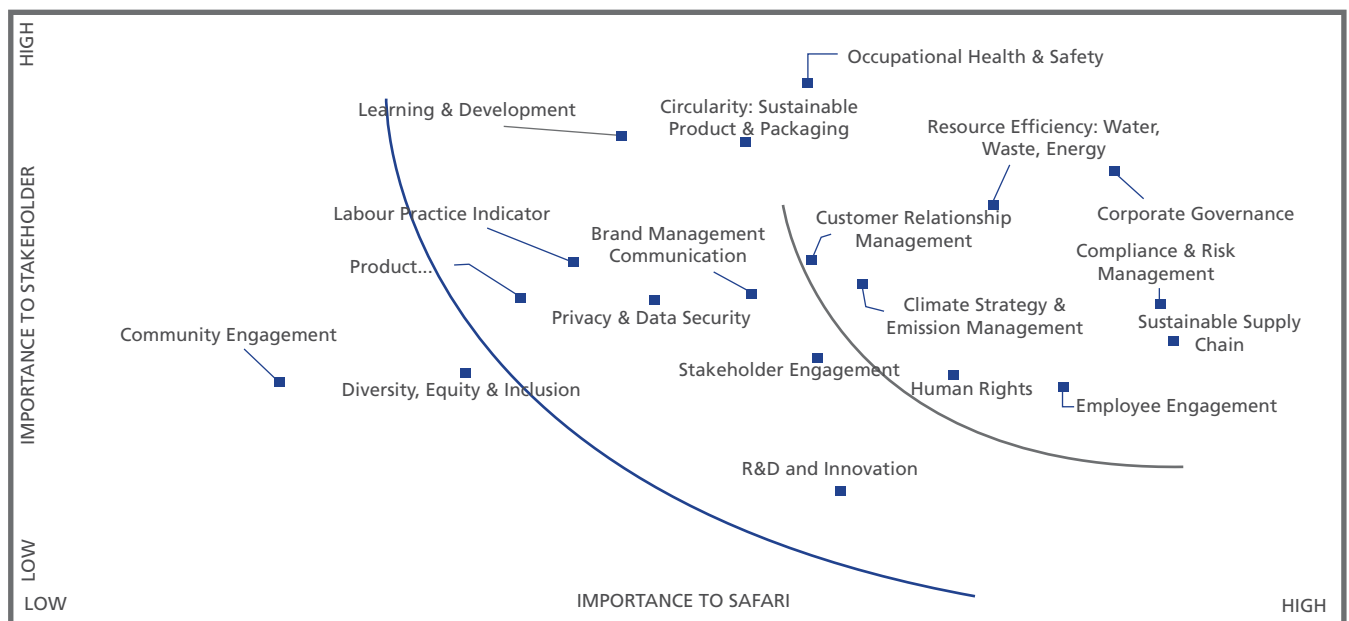 HIGH
IMPORTANCE TO STAKEHOLDER
LOW
Occupational Health & Safety
Learning & Development
Circularity: Sustainable
Product & Packaging
Resource Efficiency: Water,
Waste, Energy
Corporate Governance
Labour Practice Indicator
Brand Management
Communication
Customer Relationship
Management
Compliance & Risk
Management
Product...
Privacy & Data Security
Climate Strategy &
Emission Management
Sustainable Supply
Chain
Community Engagement
Diversity, Equity & Inclusion
Stakeholder Engagement
Human Rights
Employee Engagement
R&D and Innovation
LOW
IMPORTANCE TO SAFARI
HIGH